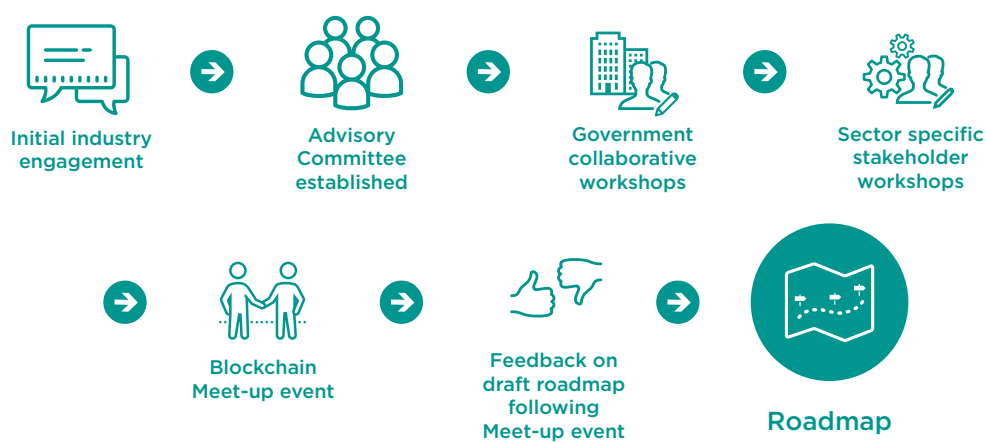 Initial industry
engagement
Advisory
Committee
established
Government
collaborative
workshops
Sector specific
stakeholder
workshops
Blockchain
Meet-up event
Feedback on
draft roadmap
following
Meet-up event
Roadmap